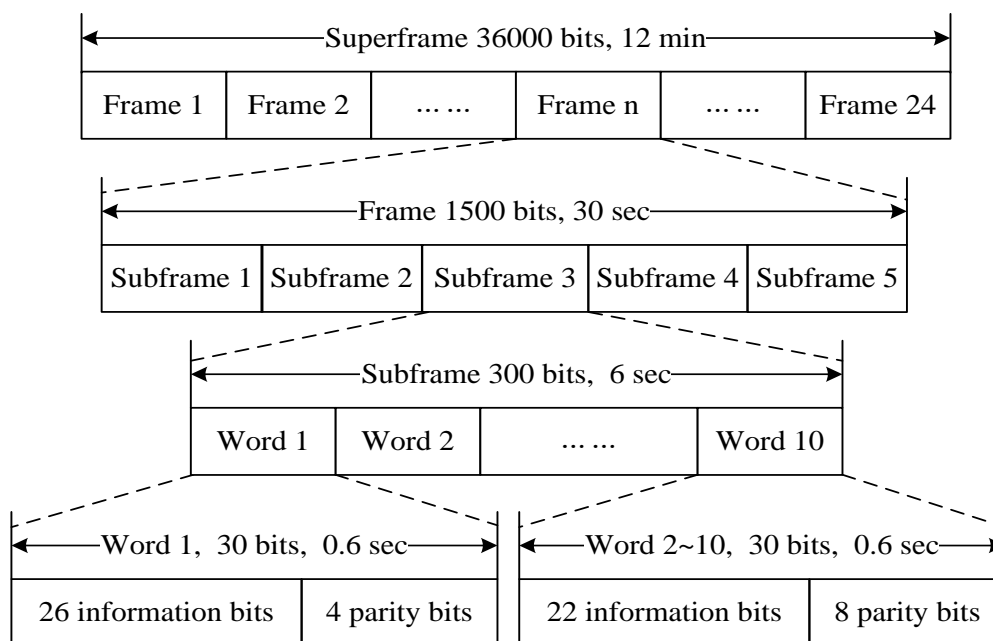 Superframe 36000 bits, 12 min
Frame 1 Frame 2 ... ... Frame n ... ... Frame 24
Frame 1500 bits, 30 sec
Subframe 1 Subframe 2 Subframe 3 Subframe 4 Subframe 5
Subframe 300 bits, 6 sec
Word 1 Word 2 ... ... Word 10
Word 1, 30 bits, 0.6 sec Word 2~10, 30 bits, 0.6 sec
26 information bits 4 parity bits 22 information bits 8 parity bits